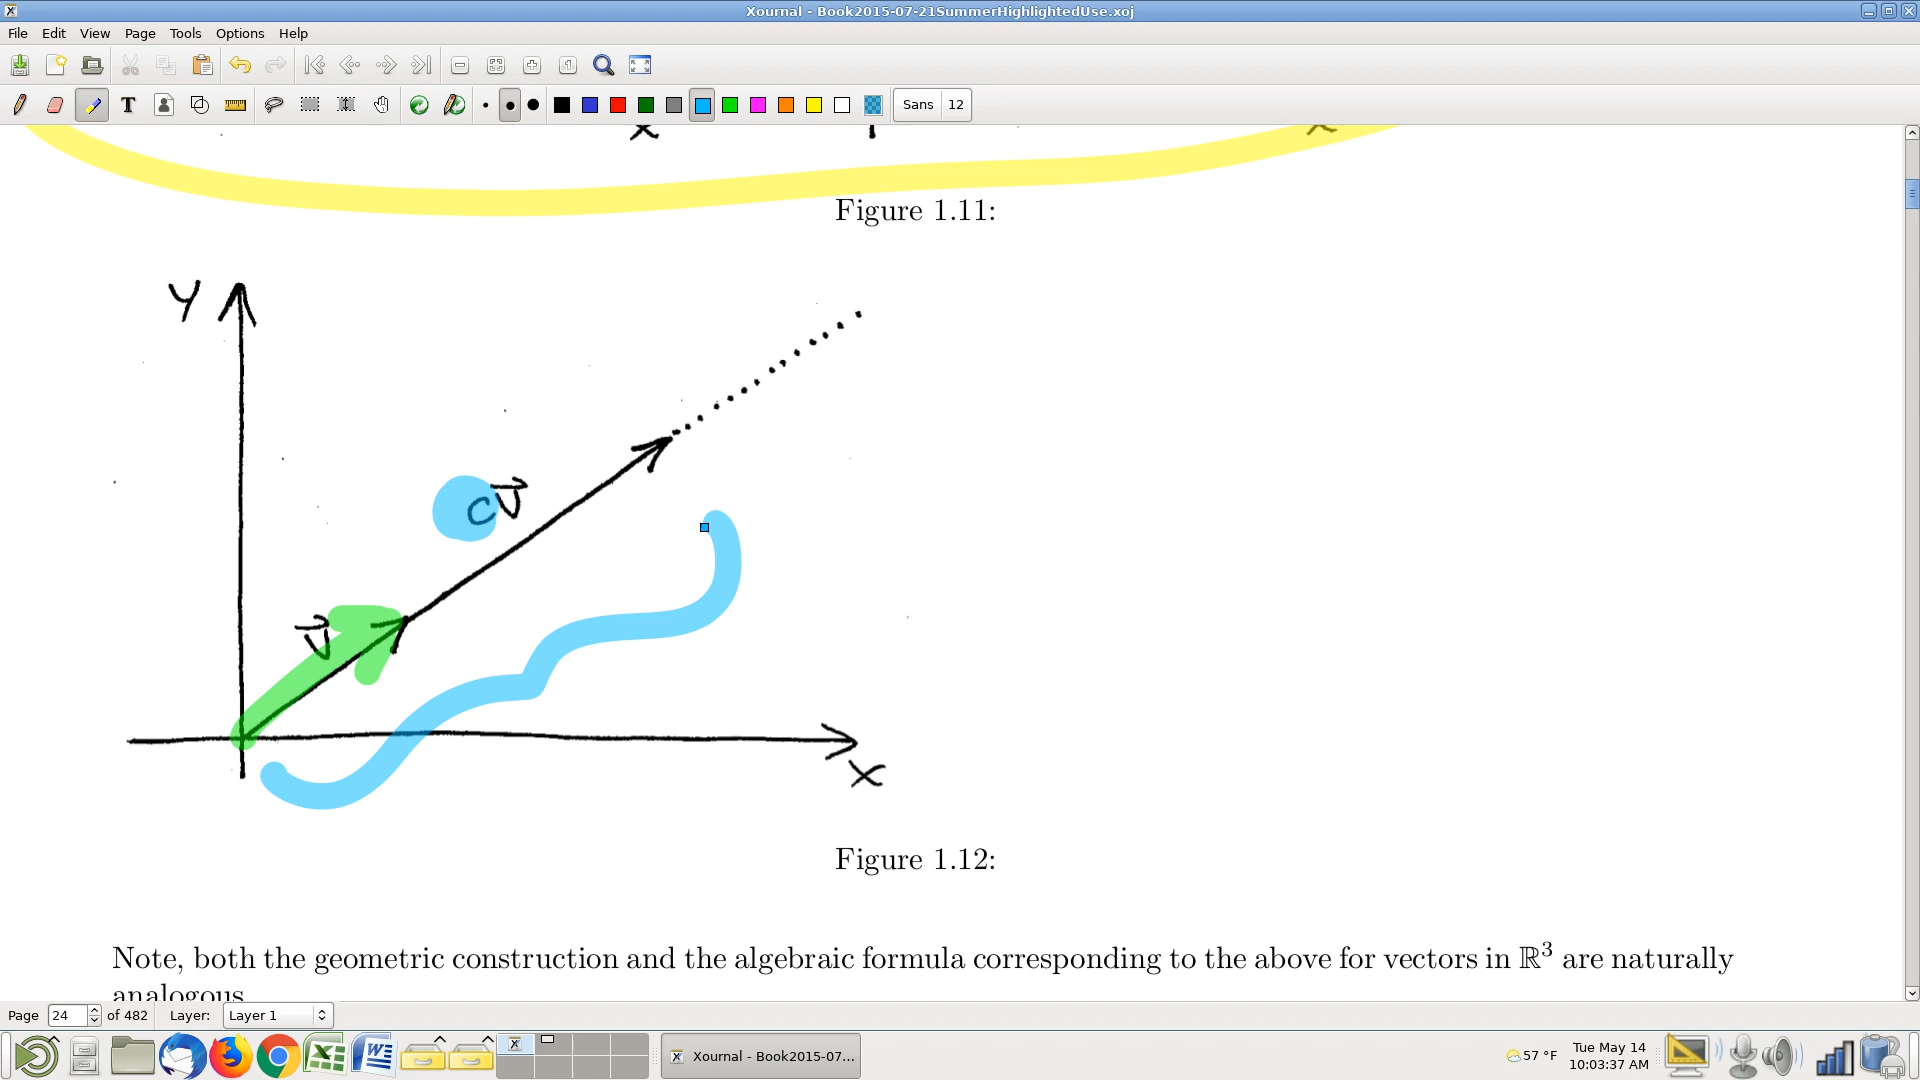 Xournal - Book2015-07-21SummerHighlightedUse.xoj
File Edit View Page Tools Options Help
T Sans 12
x x
Figure 1.11:
Y
cv⃗
v⃗
x
Figure 1.12:
Note, both the geometric construction and the algebraic formula corresponding to the above for vectors in ℝ³ are naturally
analogous
Page 24 of 482 Layer: Layer 1
Xournal - Book2015-07...
57 °F
Tue May 14
10:03:37 AM